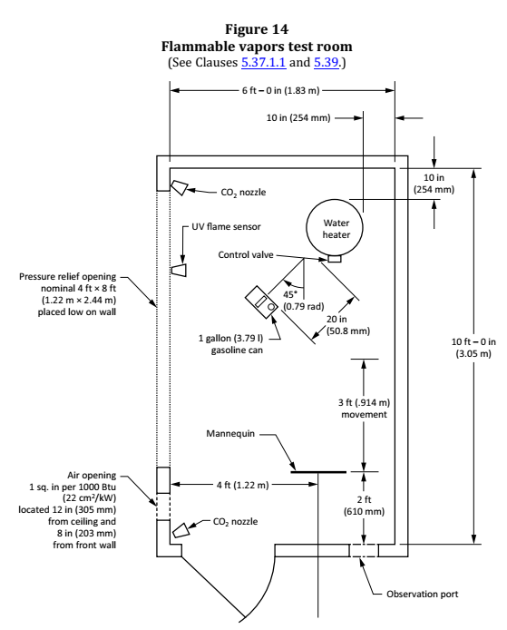 Figure 14
Flammable vapors test room
(See Clauses 5.37.1.1 and 5.39.)
6 ft – 0 in (1.83 m)
10 in (254 mm)
10 in
(254 mm)
CO₂ nozzle
UV flame sensor
Water
heater
Control valve
Pressure relief opening
nominal 4 ft × 8 ft
(1.22 m × 2.44 m)
placed low on wall
45°
(0.79 rad)
20 in
(50.8 mm)
1 gallon (3.79 l)
gasoline can
10 ft – 0 in
(3.05 m)
3 ft (.914 m)
movement
Mannequin
Air opening
1 sq. in per 1000 Btu
(22 cm²/kW)
located 12 in (305 mm)
from ceiling and
8 in (203 mm)
from front wall
4 ft (1.22 m)
2 ft
(610 mm)
CO₂ nozzle
Observation port